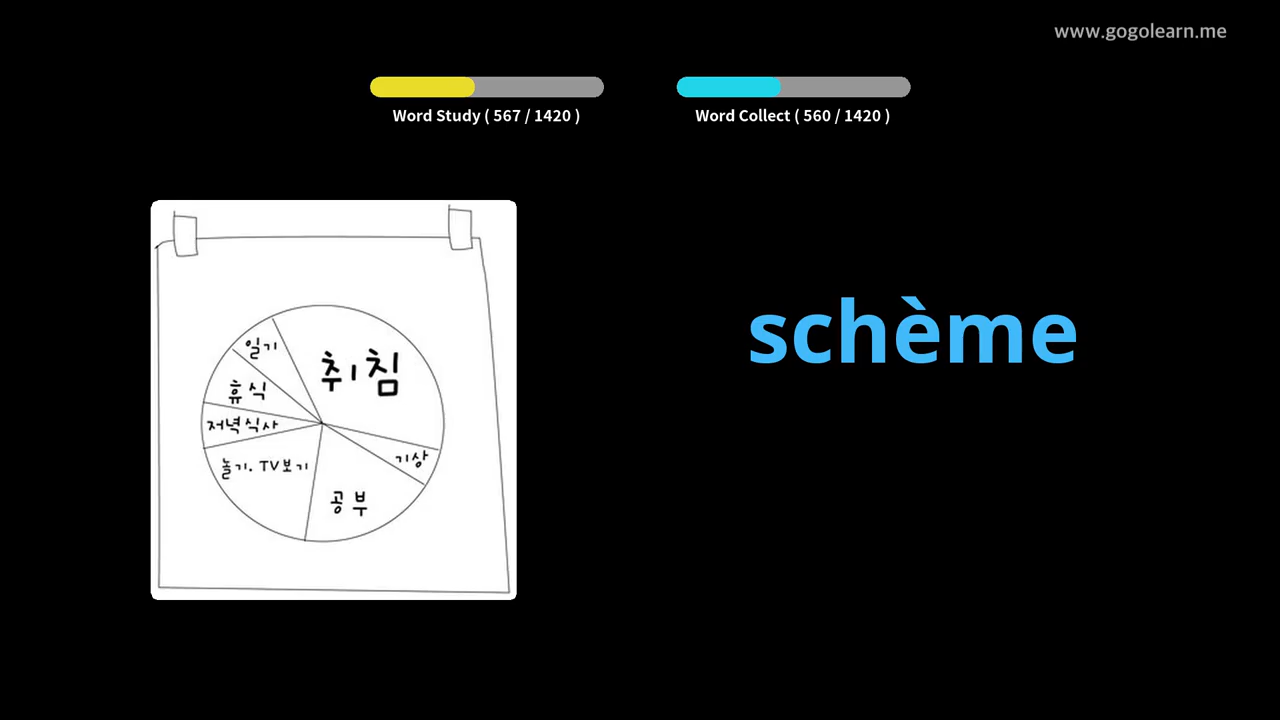 www.gogolearn.me
Word Study ( 567 / 1420 )
Word Collect ( 560 / 1420 )
일기
취침
휴식
저녁식사
놀기. TV보기
기상
공부
schème